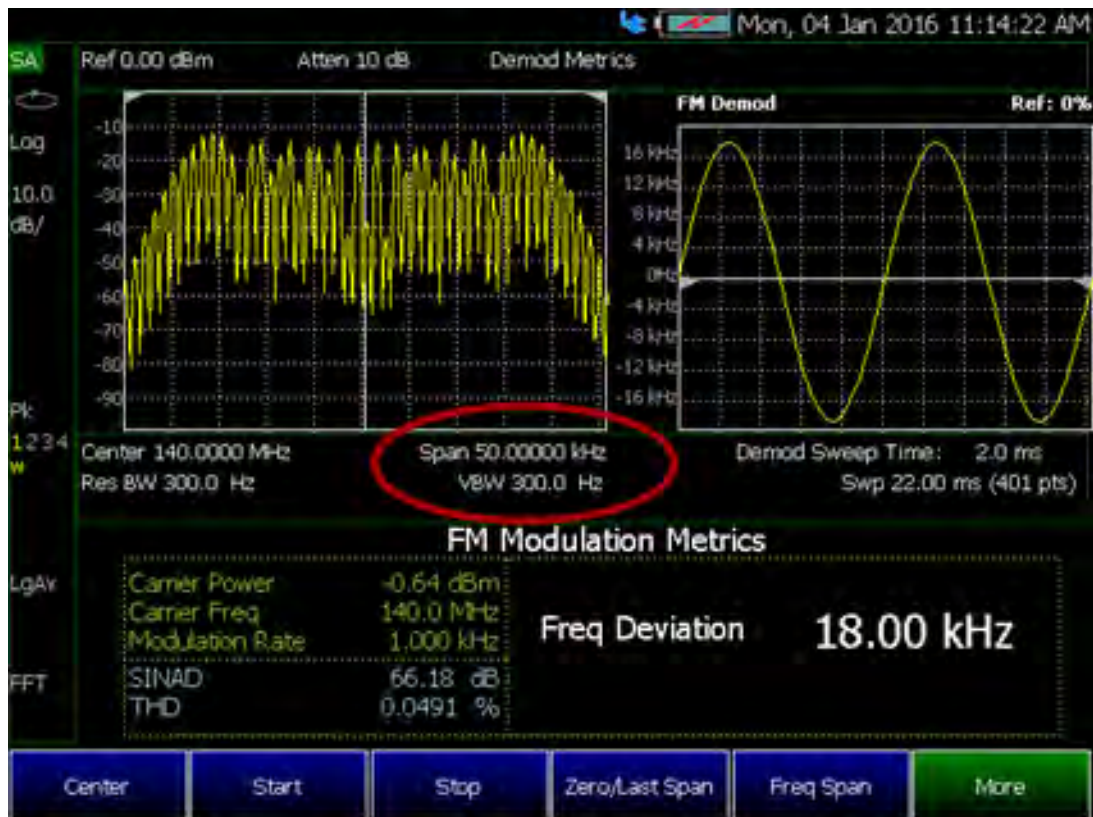 Mon, 04 Jan 2016 11:14:22 AM
SA
Ref 0.00 dBm Atten 10 dB Demod Metrics
FM Demod Ref: 0%
Log
10.0
dB/
-10
-20
-30
-40
-50
-60
-70
-80
-90
16 kHz
12 kHz
8 kHz
4 kHz
0Hz
-4 kHz
-8 kHz
-12 kHz
-16 kHz
Pk
1234
W
Center 140.0000 MHz Span 50.00000 kHz Demod Sweep Time: 2.0 ms
Res BW 300.0 Hz VBW 300.0 Hz Swp 22.00 ms (401 pts)
FM Modulation Metrics
LgAv
Carrier Power -0.64 dBm
Carrier Freq 140.0 MHz
Modulation Rate 1.000 kHz
Freq Deviation 18.00 kHz
FFT
SINAD 66.18 dB
THD 0.0491 %
Center Start Stop Zero/Last Span Freq Span More